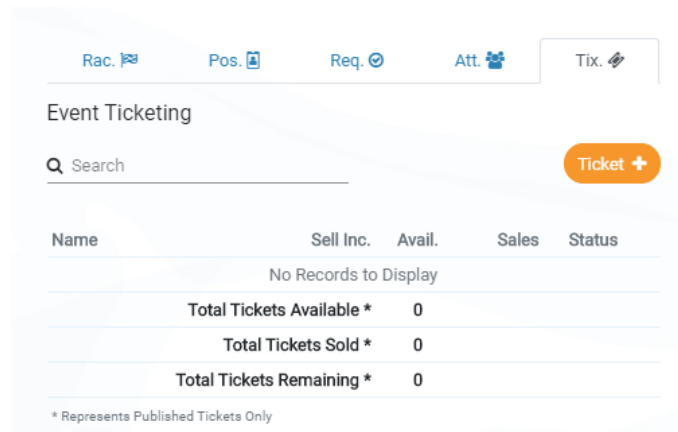 Rac. Pos. Req. Att. Tix.
Event Ticketing
Search Ticket +
Name Sell Inc. Avail. Sales Status
No Records to Display
Total Tickets Available * 0
Total Tickets Sold * 0
Total Tickets Remaining * 0
* Represents Published Tickets Only